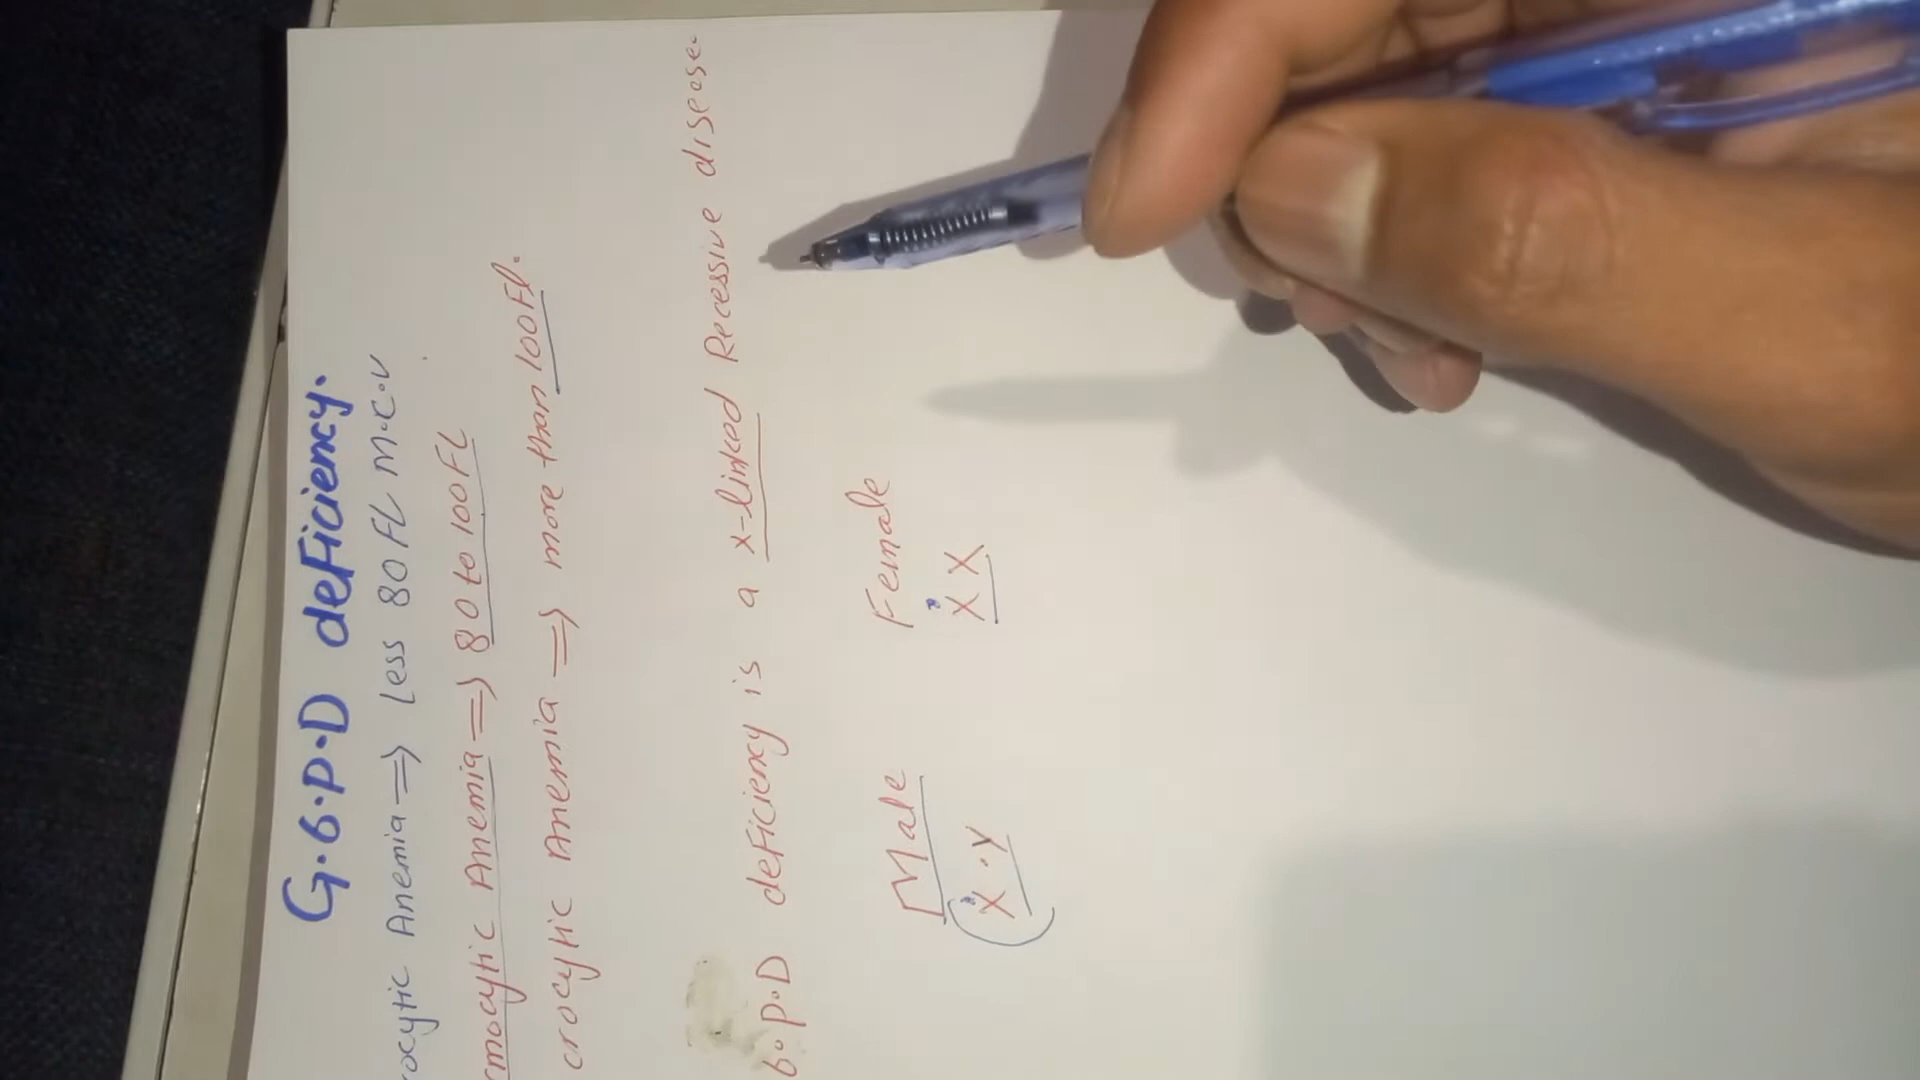 G.6.P.D deficiency.
rocytic Anemia => Less 80 FL M.C.V
rmocytic Anemia => 80 to 100 FL
crocytic Anemia => more than 100 Fl.
6.P.D deficiency is a x-linked Recessive disease.
Male Female
X.Y X X